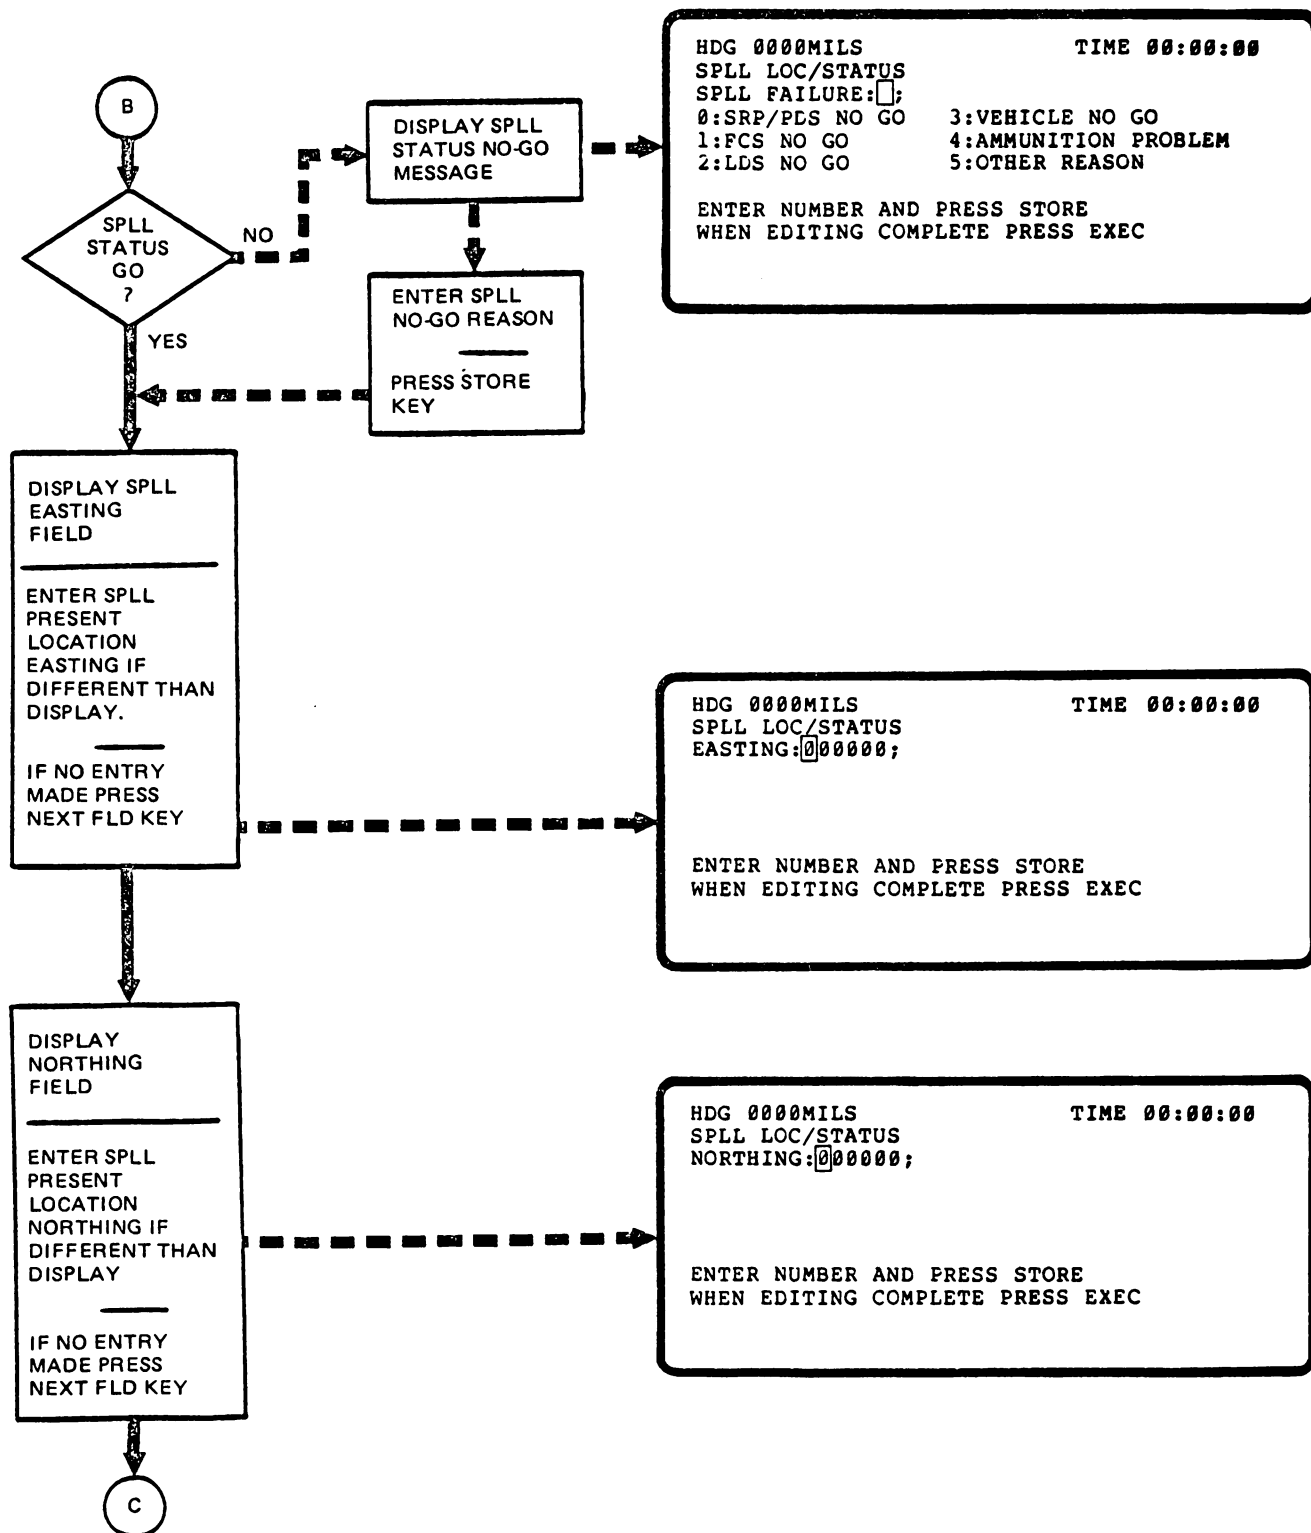 B
SPLL
STATUS
GO
?
NO
YES
DISPLAY SPLL
STATUS NO-GO
MESSAGE
ENTER SPLL
NO-GO REASON
PRESS STORE
KEY
HDG 0000MILS TIME 00:00:00
SPLL LOC/STATUS
SPLL FAILURE: ;
0:SRP/PDS NO GO 3:VEHICLE NO GO
1:FCS NO GO 4:AMMUNITION PROBLEM
2:LDS NO GO 5:OTHER REASON
ENTER NUMBER AND PRESS STORE
WHEN EDITING COMPLETE PRESS EXEC
DISPLAY SPLL
EASTING
FIELD
ENTER SPLL
PRESENT
LOCATION
EASTING IF
DIFFERENT THAN
DISPLAY.
IF NO ENTRY
MADE PRESS
NEXT FLD KEY
HDG 0000MILS TIME 00:00:00
SPLL LOC/STATUS
EASTING:000000;
ENTER NUMBER AND PRESS STORE
WHEN EDITING COMPLETE PRESS EXEC
DISPLAY
NORTHING
FIELD
ENTER SPLL
PRESENT
LOCATION
NORTHING IF
DIFFERENT THAN
DISPLAY
IF NO ENTRY
MADE PRESS
NEXT FLD KEY
HDG 0000MILS TIME 00:00:00
SPLL LOC/STATUS
NORTHING:000000;
ENTER NUMBER AND PRESS STORE
WHEN EDITING COMPLETE PRESS EXEC
C